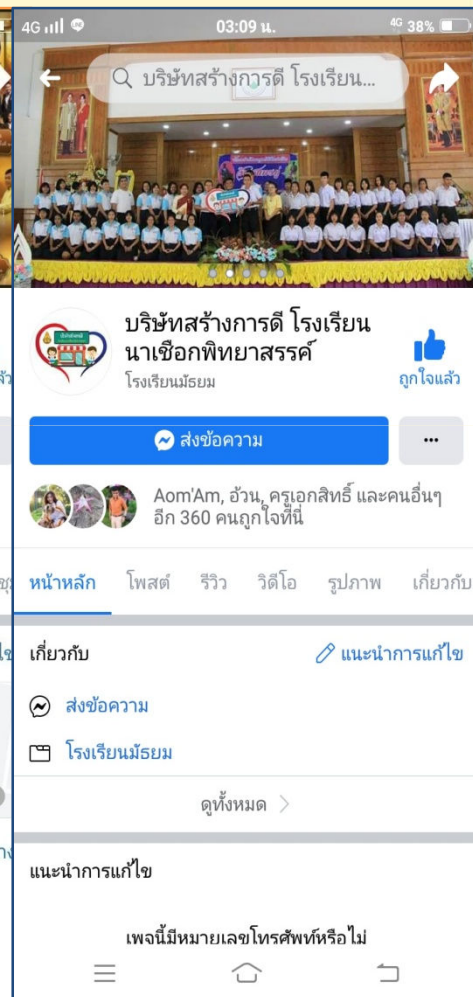 4G 03:09 น. 4G 38%
บริษัทสร้างการดี โรงเรียน...
บริษัทสร้างการดี โรงเรียน
นาเชือกพิทยาสรรค์
โรงเรียนมัธยม
ถูกใจแล้ว
ส่งข้อความ
Aom'Am, อ้วน, ครูเอกสิทธิ์ และคนอื่นๆ
อีก 360 คนถูกใจที่นี่
หน้าหลัก โพสต์ รีวิว วิดีโอ รูปภาพ เกี่ยวกับ
เกี่ยวกับ แนะนำการแก้ไข
ส่งข้อความ
โรงเรียนมัธยม
ดูทั้งหมด
แนะนำการแก้ไข
เพจนี้มีหมายเลขโทรศัพท์หรือไม่